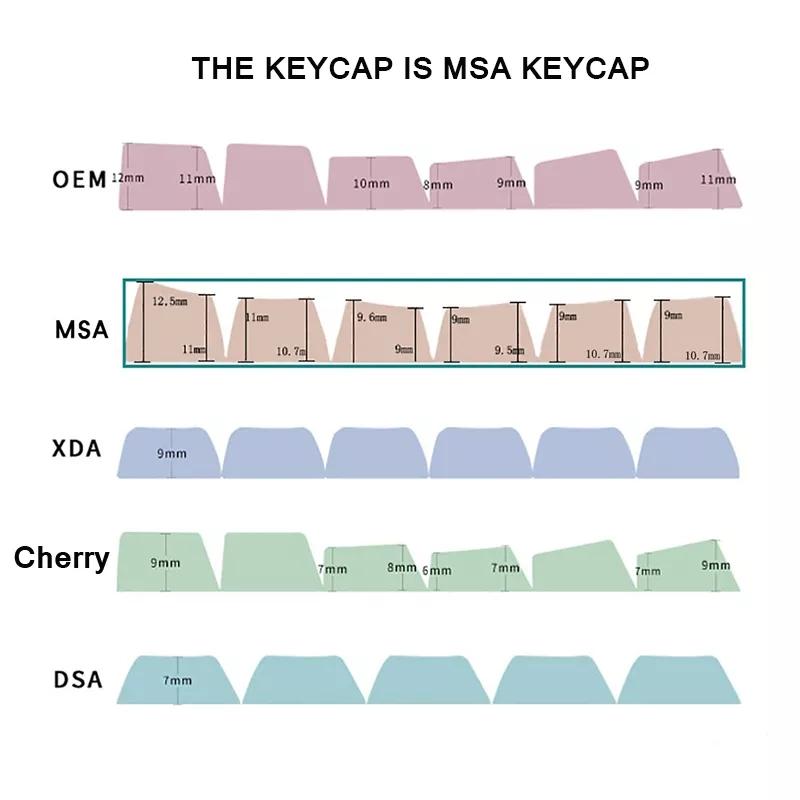 THE KEYCAP IS MSA KEYCAP
OEM 12mm 11mm 10mm 8mm 9mm 9mm 11mm
MSA 12.5mm 11mm 11mm 10.7m 9.6mm 9mm 9mm 9.5mm 9mm 10.7mm 9mm 10.7mm
XDA 9mm
Cherry 9mm 7mm 8mm 6mm 7mm 7mm 9mm
DSA 7mm